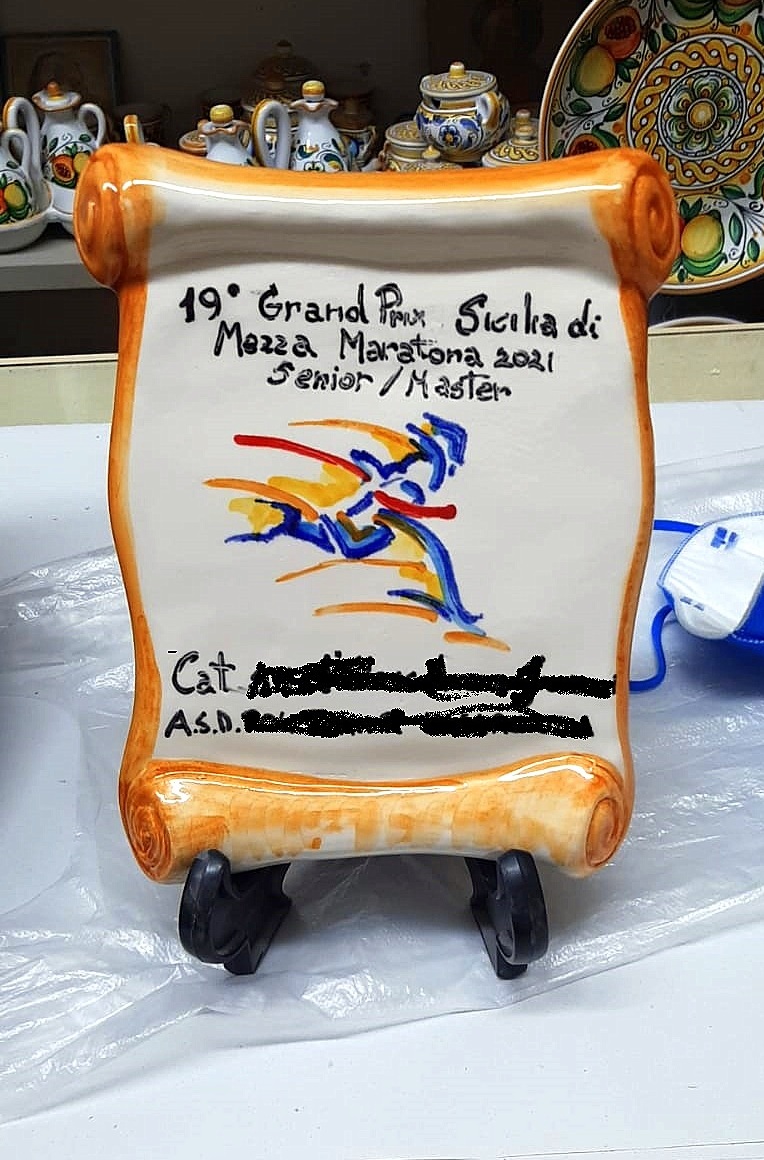 19° Grand Prix Sicilia di
Mezza Maratona 2021
Senior / Master
Cat.
A.S.D.